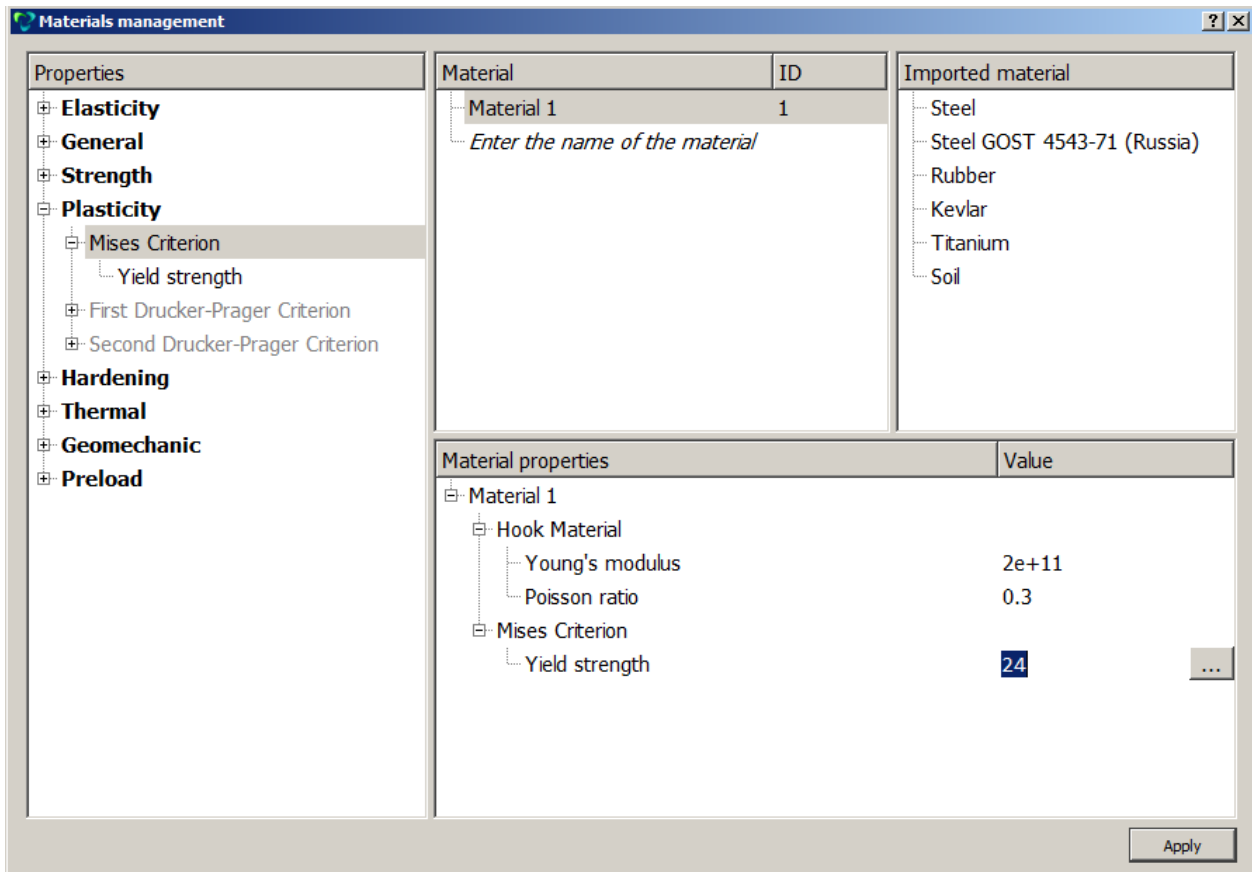 Materials management
Properties
Elasticity
General
Strength
Plasticity
Mises Criterion
Yield strength
First Drucker-Prager Criterion
Second Drucker-Prager Criterion
Hardening
Thermal
Geomechanic
Preload
Material ID
Material 1 1
Enter the name of the material
Imported material
Steel
Steel GOST 4543-71 (Russia)
Rubber
Kevlar
Titanium
Soil
Material properties Value
Material 1
Hook Material
Young's modulus 2e+11
Poisson ratio 0.3
Mises Criterion
Yield strength 24 ...
Apply